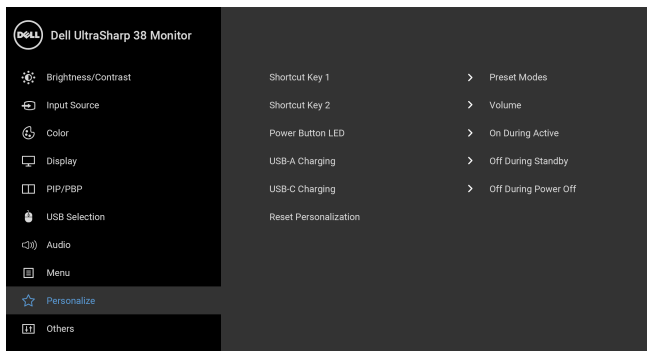 DELL Dell UltraSharp 38 Monitor
Brightness/Contrast
Input Source
Color
Display
PIP/PBP
USB Selection
Audio
Menu
Personalize
Others
Shortcut Key 1 > Preset Modes
Shortcut Key 2 > Volume
Power Button LED > On During Active
USB-A Charging > Off During Standby
USB-C Charging > Off During Power Off
Reset Personalization